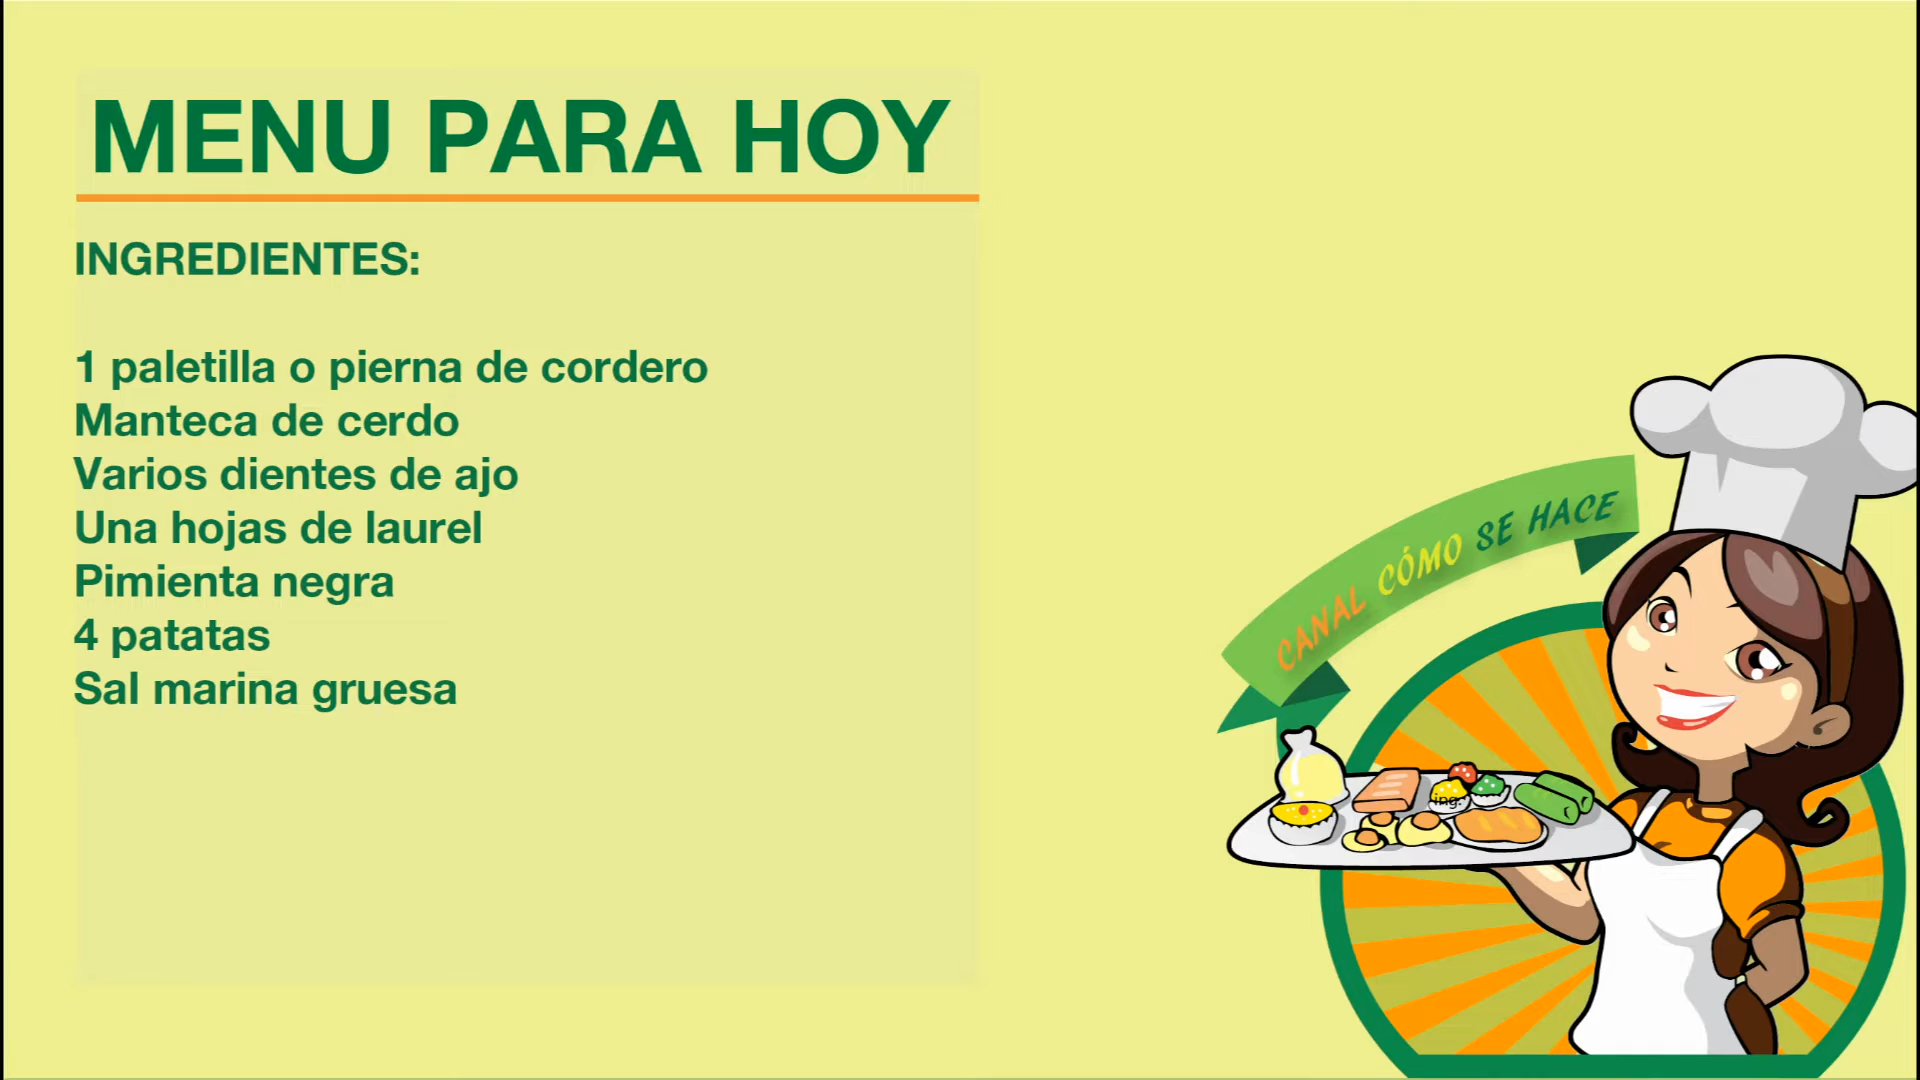 MENU PARA HOY
INGREDIENTES:
1 paletilla o pierna de cordero
Manteca de cerdo
Varios dientes de ajo
Una hojas de laurel
Pimienta negra
4 patatas
Sal marina gruesa
CANAL CÓMO SE HACE
ing.